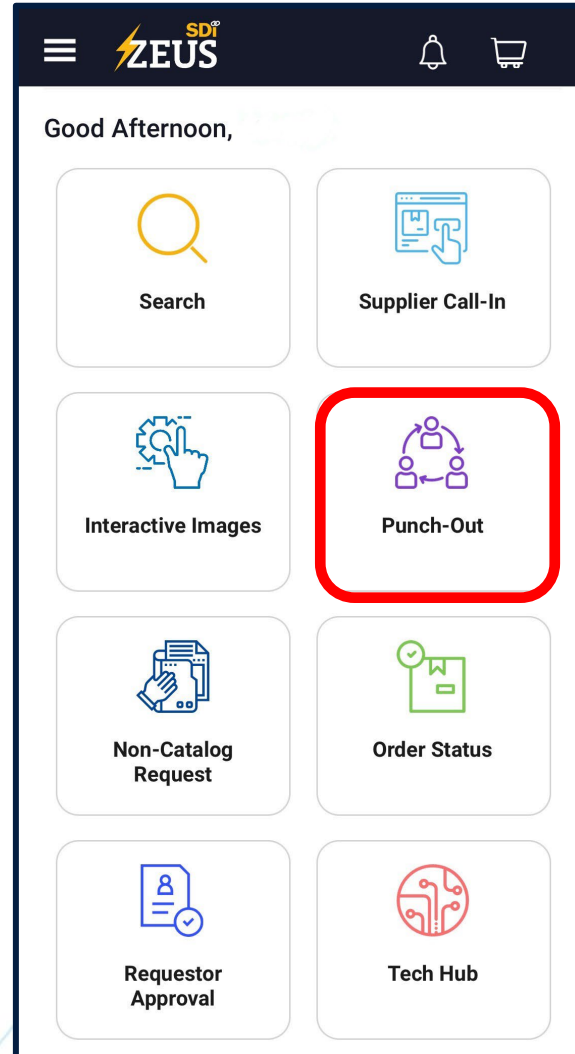 SDi
ZEUS
Good Afternoon,
Search
Supplier Call-In
Interactive Images
Punch-Out
Non-Catalog
Request
Order Status
Requestor
Approval
Tech Hub